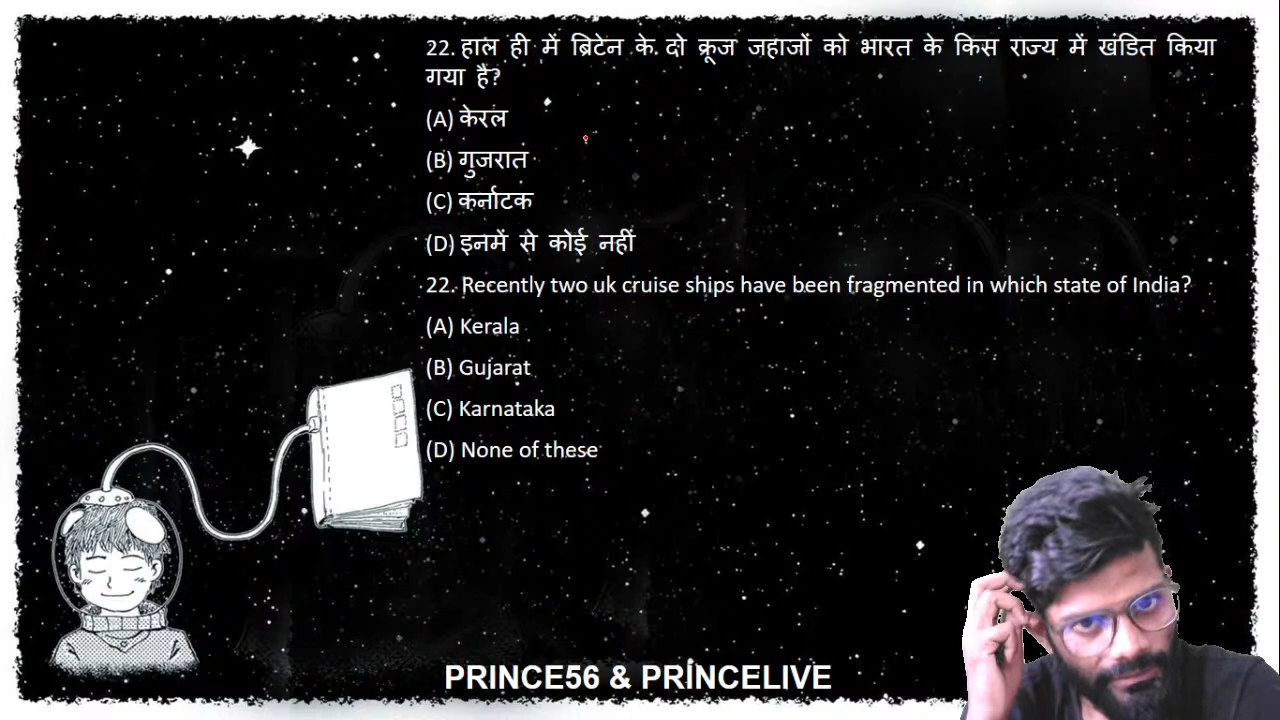 22. हाल ही में ब्रिटेन के. दो क्रूज जहाजों को भारत के किस राज्य में खंडित किया
गया है?
(A) केरल
(B) गुजरात
(C) कर्नाटक
(D) इनमें से कोई नहीं
22. Recently two uk cruise ships have been fragmented in which state of India?
(A) Kerala
(B) Gujarat
(C) Karnataka
(D) None of these
PRINCE56 & PRINCELIVE